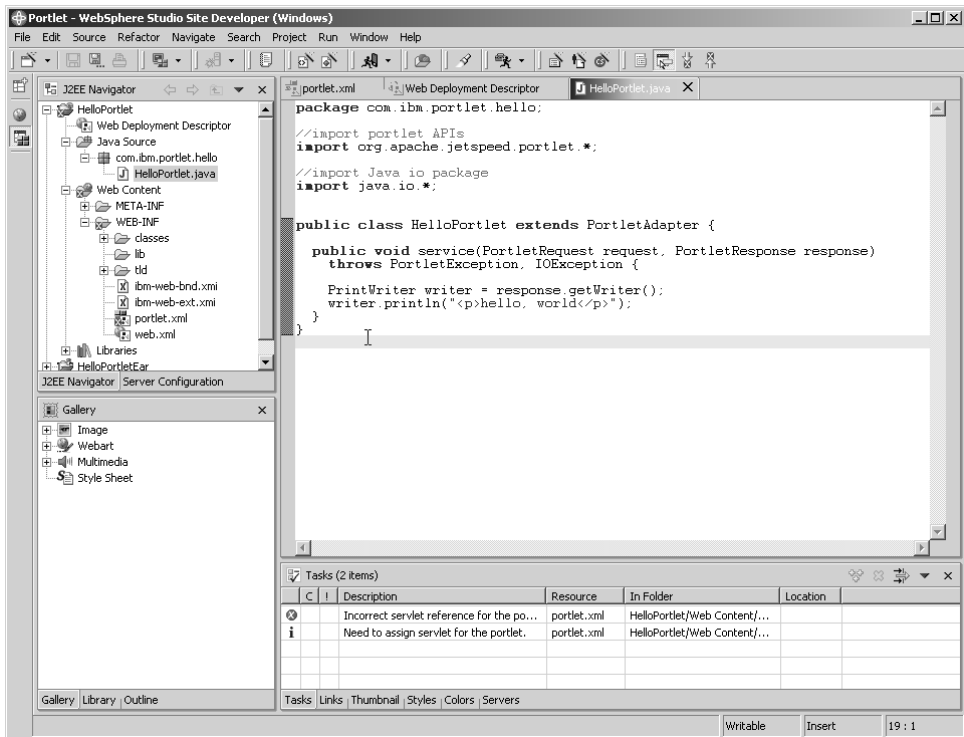 Portlet - WebSphere Studio Site Developer (Windows)
File Edit Source Refactor Navigate Search Project Run Window Help
J2EE Navigator
HelloPortlet
Web Deployment Descriptor
Java Source
com.ibm.portlet.hello
HelloPortlet.java
Web Content
META-INF
WEB-INF
classes
lib
tld
ibm-web-bnd.xmi
ibm-web-ext.xmi
portlet.xml
web.xml
Libraries
HelloPortletEar
J2EE Navigator Server Configuration
Gallery
Image
Webart
Multimedia
Style Sheet
Gallery Library Outline
portlet.xml Web Deployment Descriptor HelloPortlet.java
package com.ibm.portlet.hello;
//import portlet APIs
import org.apache.jetspeed.portlet.*;
//import Java io package
import java.io.*;
public class HelloPortlet extends PortletAdapter {
public void service(PortletRequest request, PortletResponse response)
throws PortletException, IOException {
PrintWriter writer = response.getWriter();
writer.println("<p>hello, world</p>");
}
}
Tasks (2 items)
C ! Description Resource In Folder Location
Incorrect servlet reference for the po... portlet.xml HelloPortlet/Web Content/...
i Need to assign servlet for the portlet. portlet.xml HelloPortlet/Web Content/...
Tasks Links Thumbnail Styles Colors Servers
Writable Insert 19 : 1